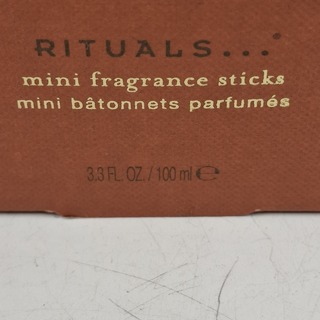 RITUALS...®
mini fragrance sticks
mini bâtonnets parfumés
3.3 FL. OZ. / 100 ml ℮